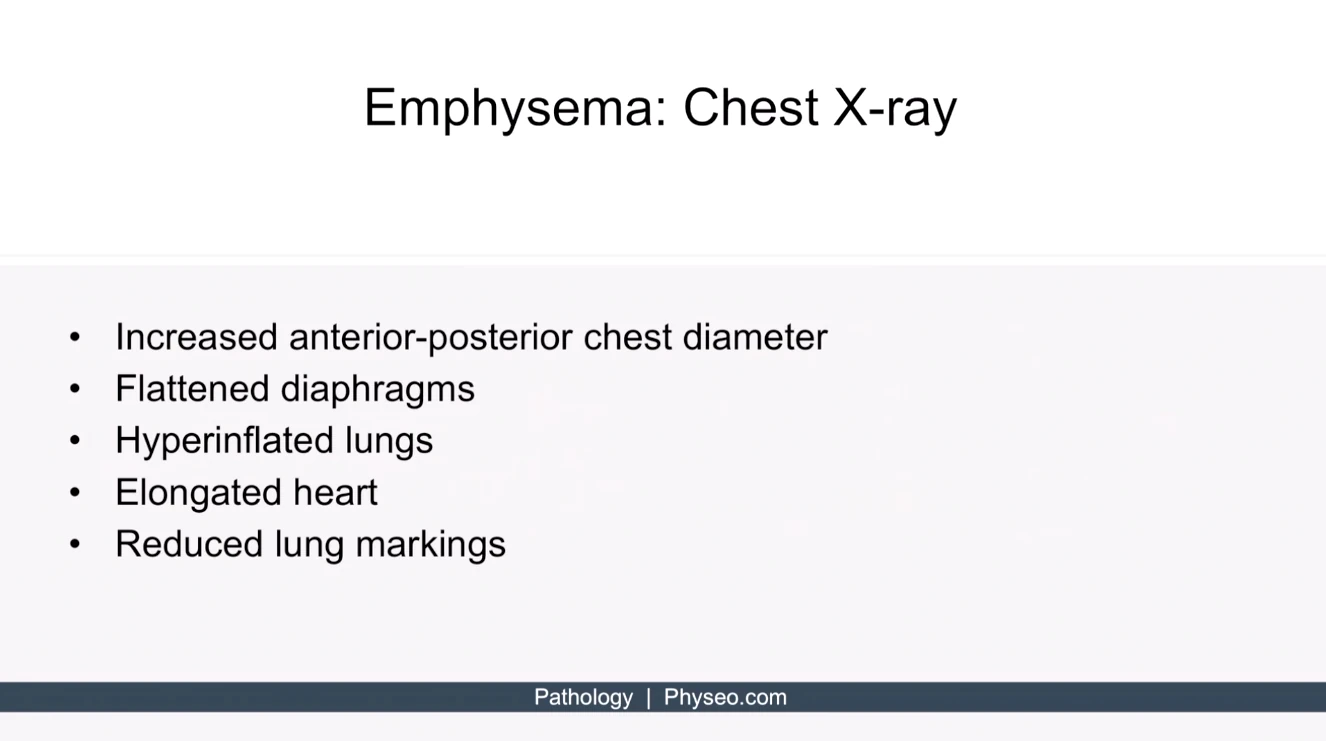 Emphysema: Chest X-ray
• Increased anterior-posterior chest diameter
• Flattened diaphragms
• Hyperinflated lungs
• Elongated heart
• Reduced lung markings
Pathology | Physeo.com